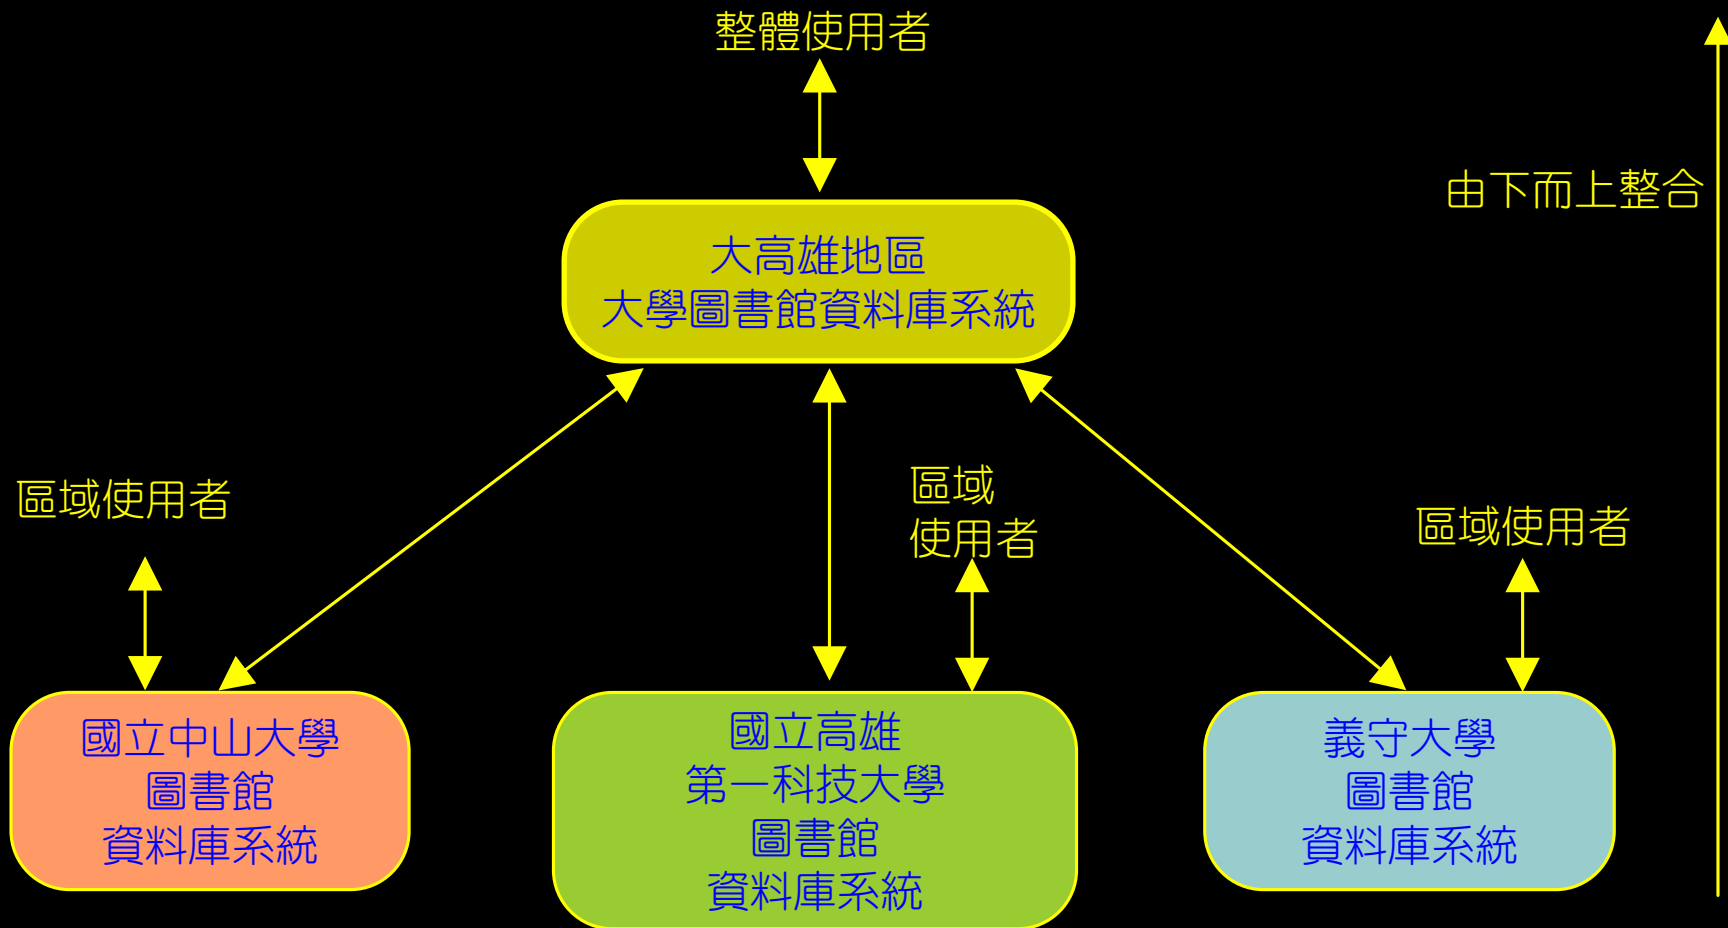 整體使用者
由下而上整合
大高雄地區
大學圖書館資料庫系統
區域使用者
區域
使用者
區域使用者
國立中山大學
圖書館
資料庫系統
國立高雄
第一科技大學
圖書館
資料庫系統
義守大學
圖書館
資料庫系統